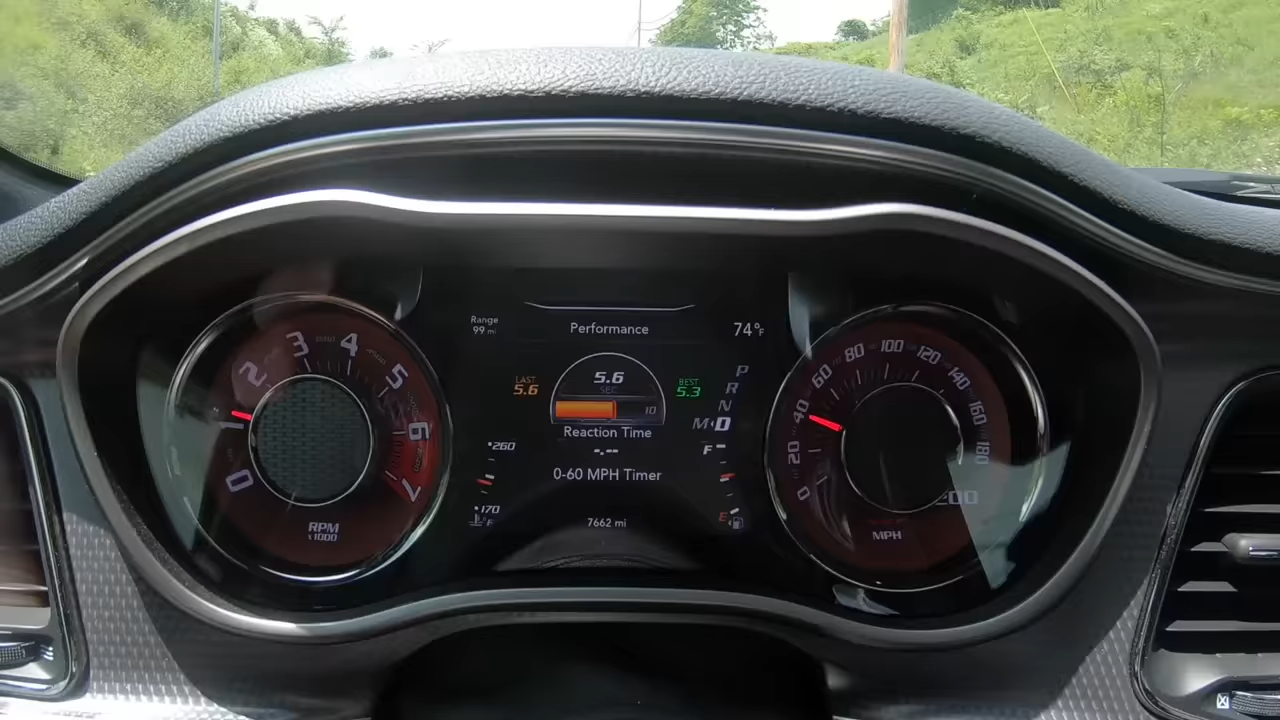 Range
99 mi
Performance
74°F
LAST
5.6
5.6
SEC
10
BEST
5.3
P
R
N
M D
Reaction Time
-.--
0-60 MPH Timer
260
170
°F
F
E
7662 mi
0
1
2
3
4
5
6
7
RPM
x1000
0
20
40
60
80
100
120
140
160
180
200
MPH